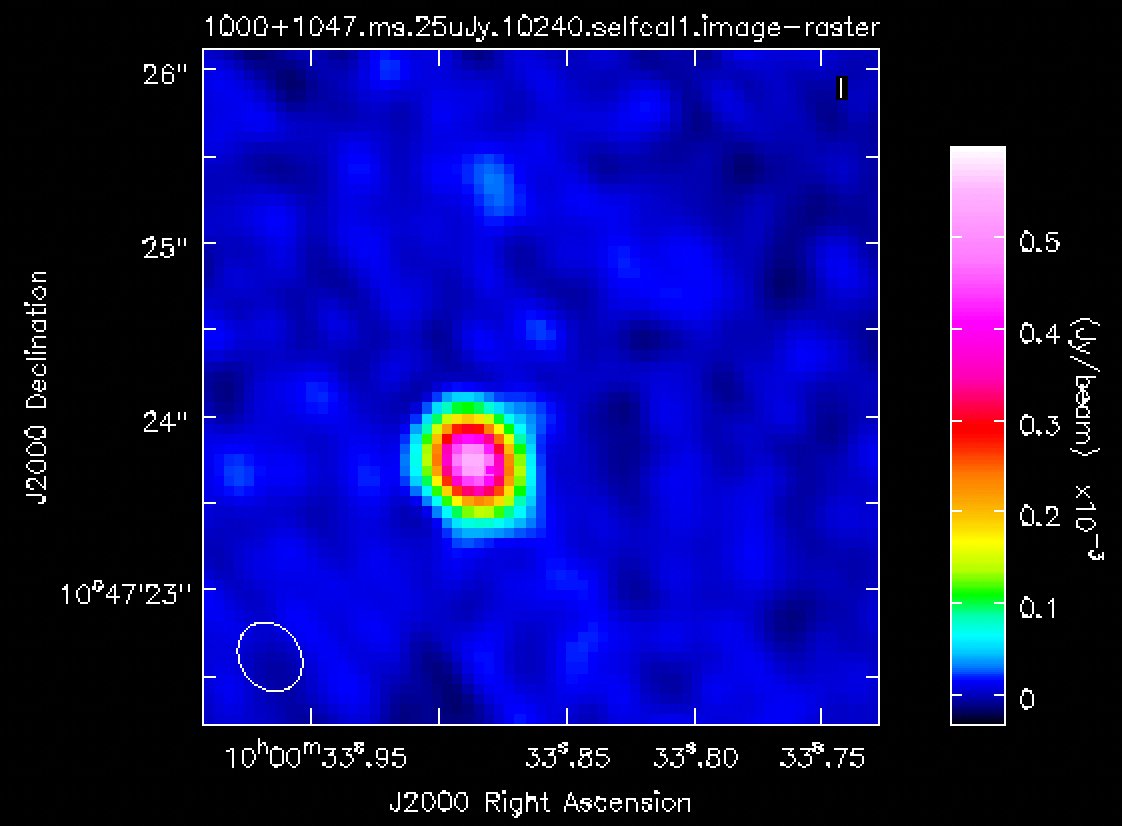 1000+1047.ms.25uJy.10240.selfcal1.image-raster
I
26"
25"
24"
10°47'23"
J2000 Declination
10ʰ00ᵐ33ˢ.95
33ˢ.85
33ˢ.80
33ˢ.75
J2000 Right Ascension
0.5
0.4
0.3
0.2
0.1
0
(Jy/beam) x10⁻³